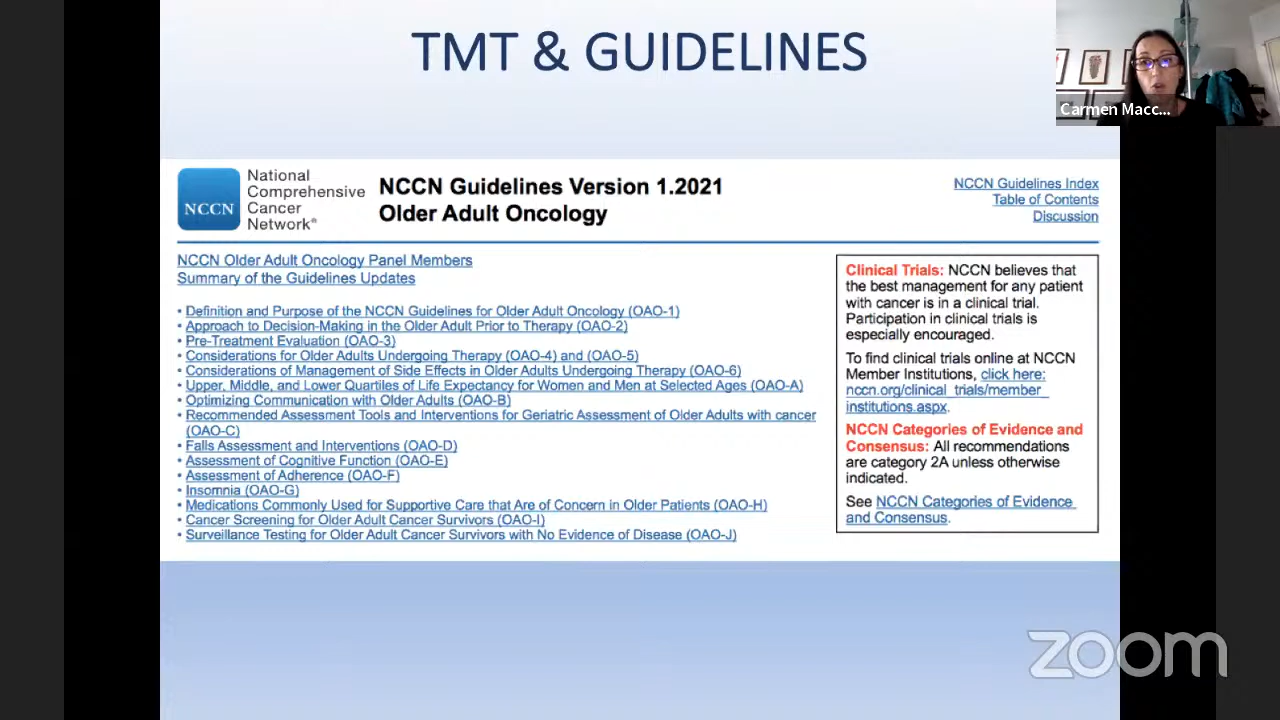 TMT & GUIDELINES
Carmen Macc...
NCCN
National
Comprehensive
Cancer
Network®
NCCN Guidelines Version 1.2021
Older Adult Oncology
NCCN Guidelines Index
Table of Contents
Discussion
NCCN Older Adult Oncology Panel Members
Summary of the Guidelines Updates
• Definition and Purpose of the NCCN Guidelines for Older Adult Oncology (OAO-1)
• Approach to Decision-Making in the Older Adult Prior to Therapy (OAO-2)
• Pre-Treatment Evaluation (OAO-3)
• Considerations for Older Adults Undergoing Therapy (OAO-4) and (OAO-5)
• Considerations of Management of Side Effects in Older Adults Undergoing Therapy (OAO-6)
• Upper, Middle, and Lower Quartiles of Life Expectancy for Women and Men at Selected Ages (OAO-A)
• Optimizing Communication with Older Adults (OAO-B)
• Recommended Assessment Tools and Interventions for Geriatric Assessment of Older Adults with cancer
(OAO-C)
• Falls Assessment and Interventions (OAO-D)
• Assessment of Cognitive Function (OAO-E)
• Assessment of Adherence (OAO-F)
• Insomnia (OAO-G)
• Medications Commonly Used for Supportive Care that Are of Concern in Older Patients (OAO-H)
• Cancer Screening for Older Adult Cancer Survivors (OAO-I)
• Surveillance Testing for Older Adult Cancer Survivors with No Evidence of Disease (OAO-J)
Clinical Trials: NCCN believes that
the best management for any patient
with cancer is in a clinical trial.
Participation in clinical trials is
especially encouraged.
To find clinical trials online at NCCN
Member Institutions, click here:
nccn.org/clinical_trials/member_
institutions.aspx.
NCCN Categories of Evidence and
Consensus: All recommendations
are category 2A unless otherwise
indicated.
See NCCN Categories of Evidence
and Consensus.
zoom